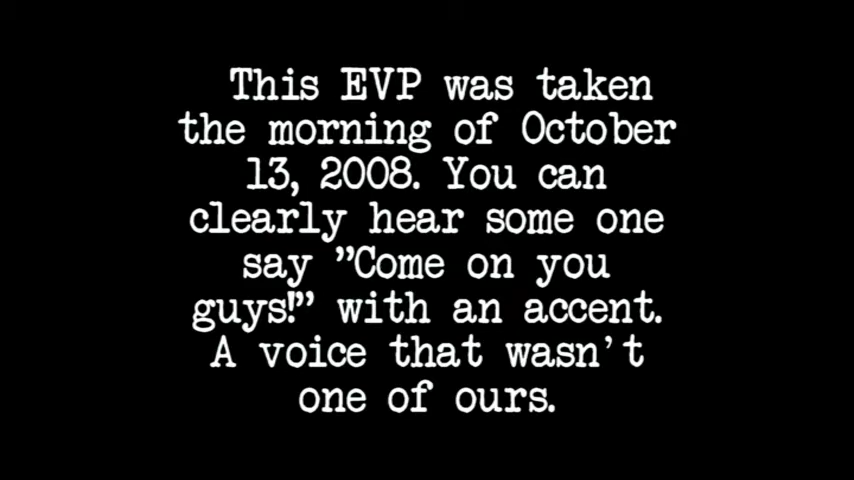 This EVP was taken
the morning of October
13, 2008. You can
clearly hear some one
say "Come on you
guys!" with an accent.
A voice that wasn't
one of ours.